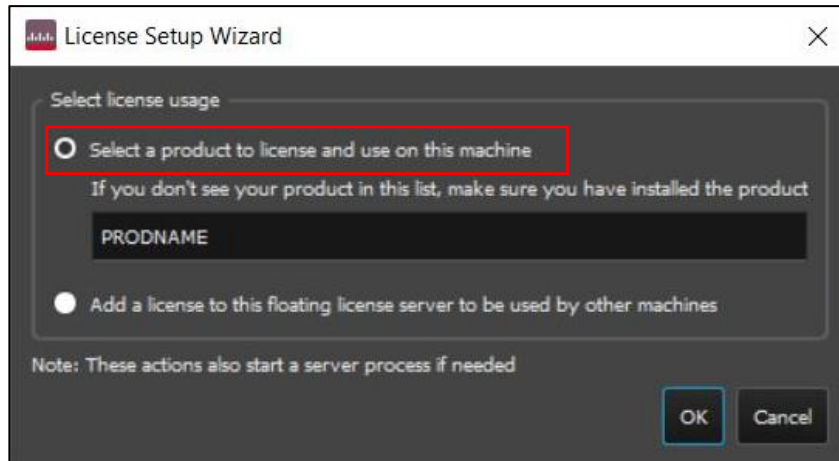 License Setup Wizard
Select license usage
Select a product to license and use on this machine
If you don't see your product in this list, make sure you have installed the product
PRODNAME
Add a license to this floating license server to be used by other machines
Note: These actions also start a server process if needed
OK
Cancel